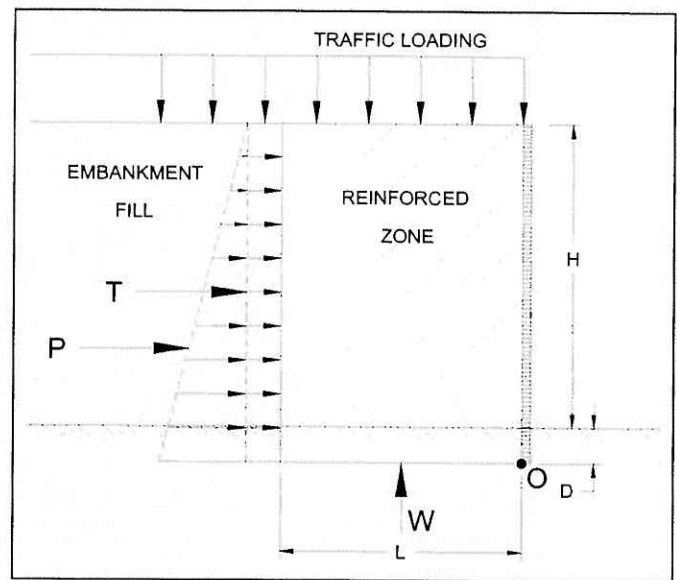 TRAFFIC LOADING
EMBANKMENT
FILL
REINFORCED
ZONE
H
T
P
O
D
W
L